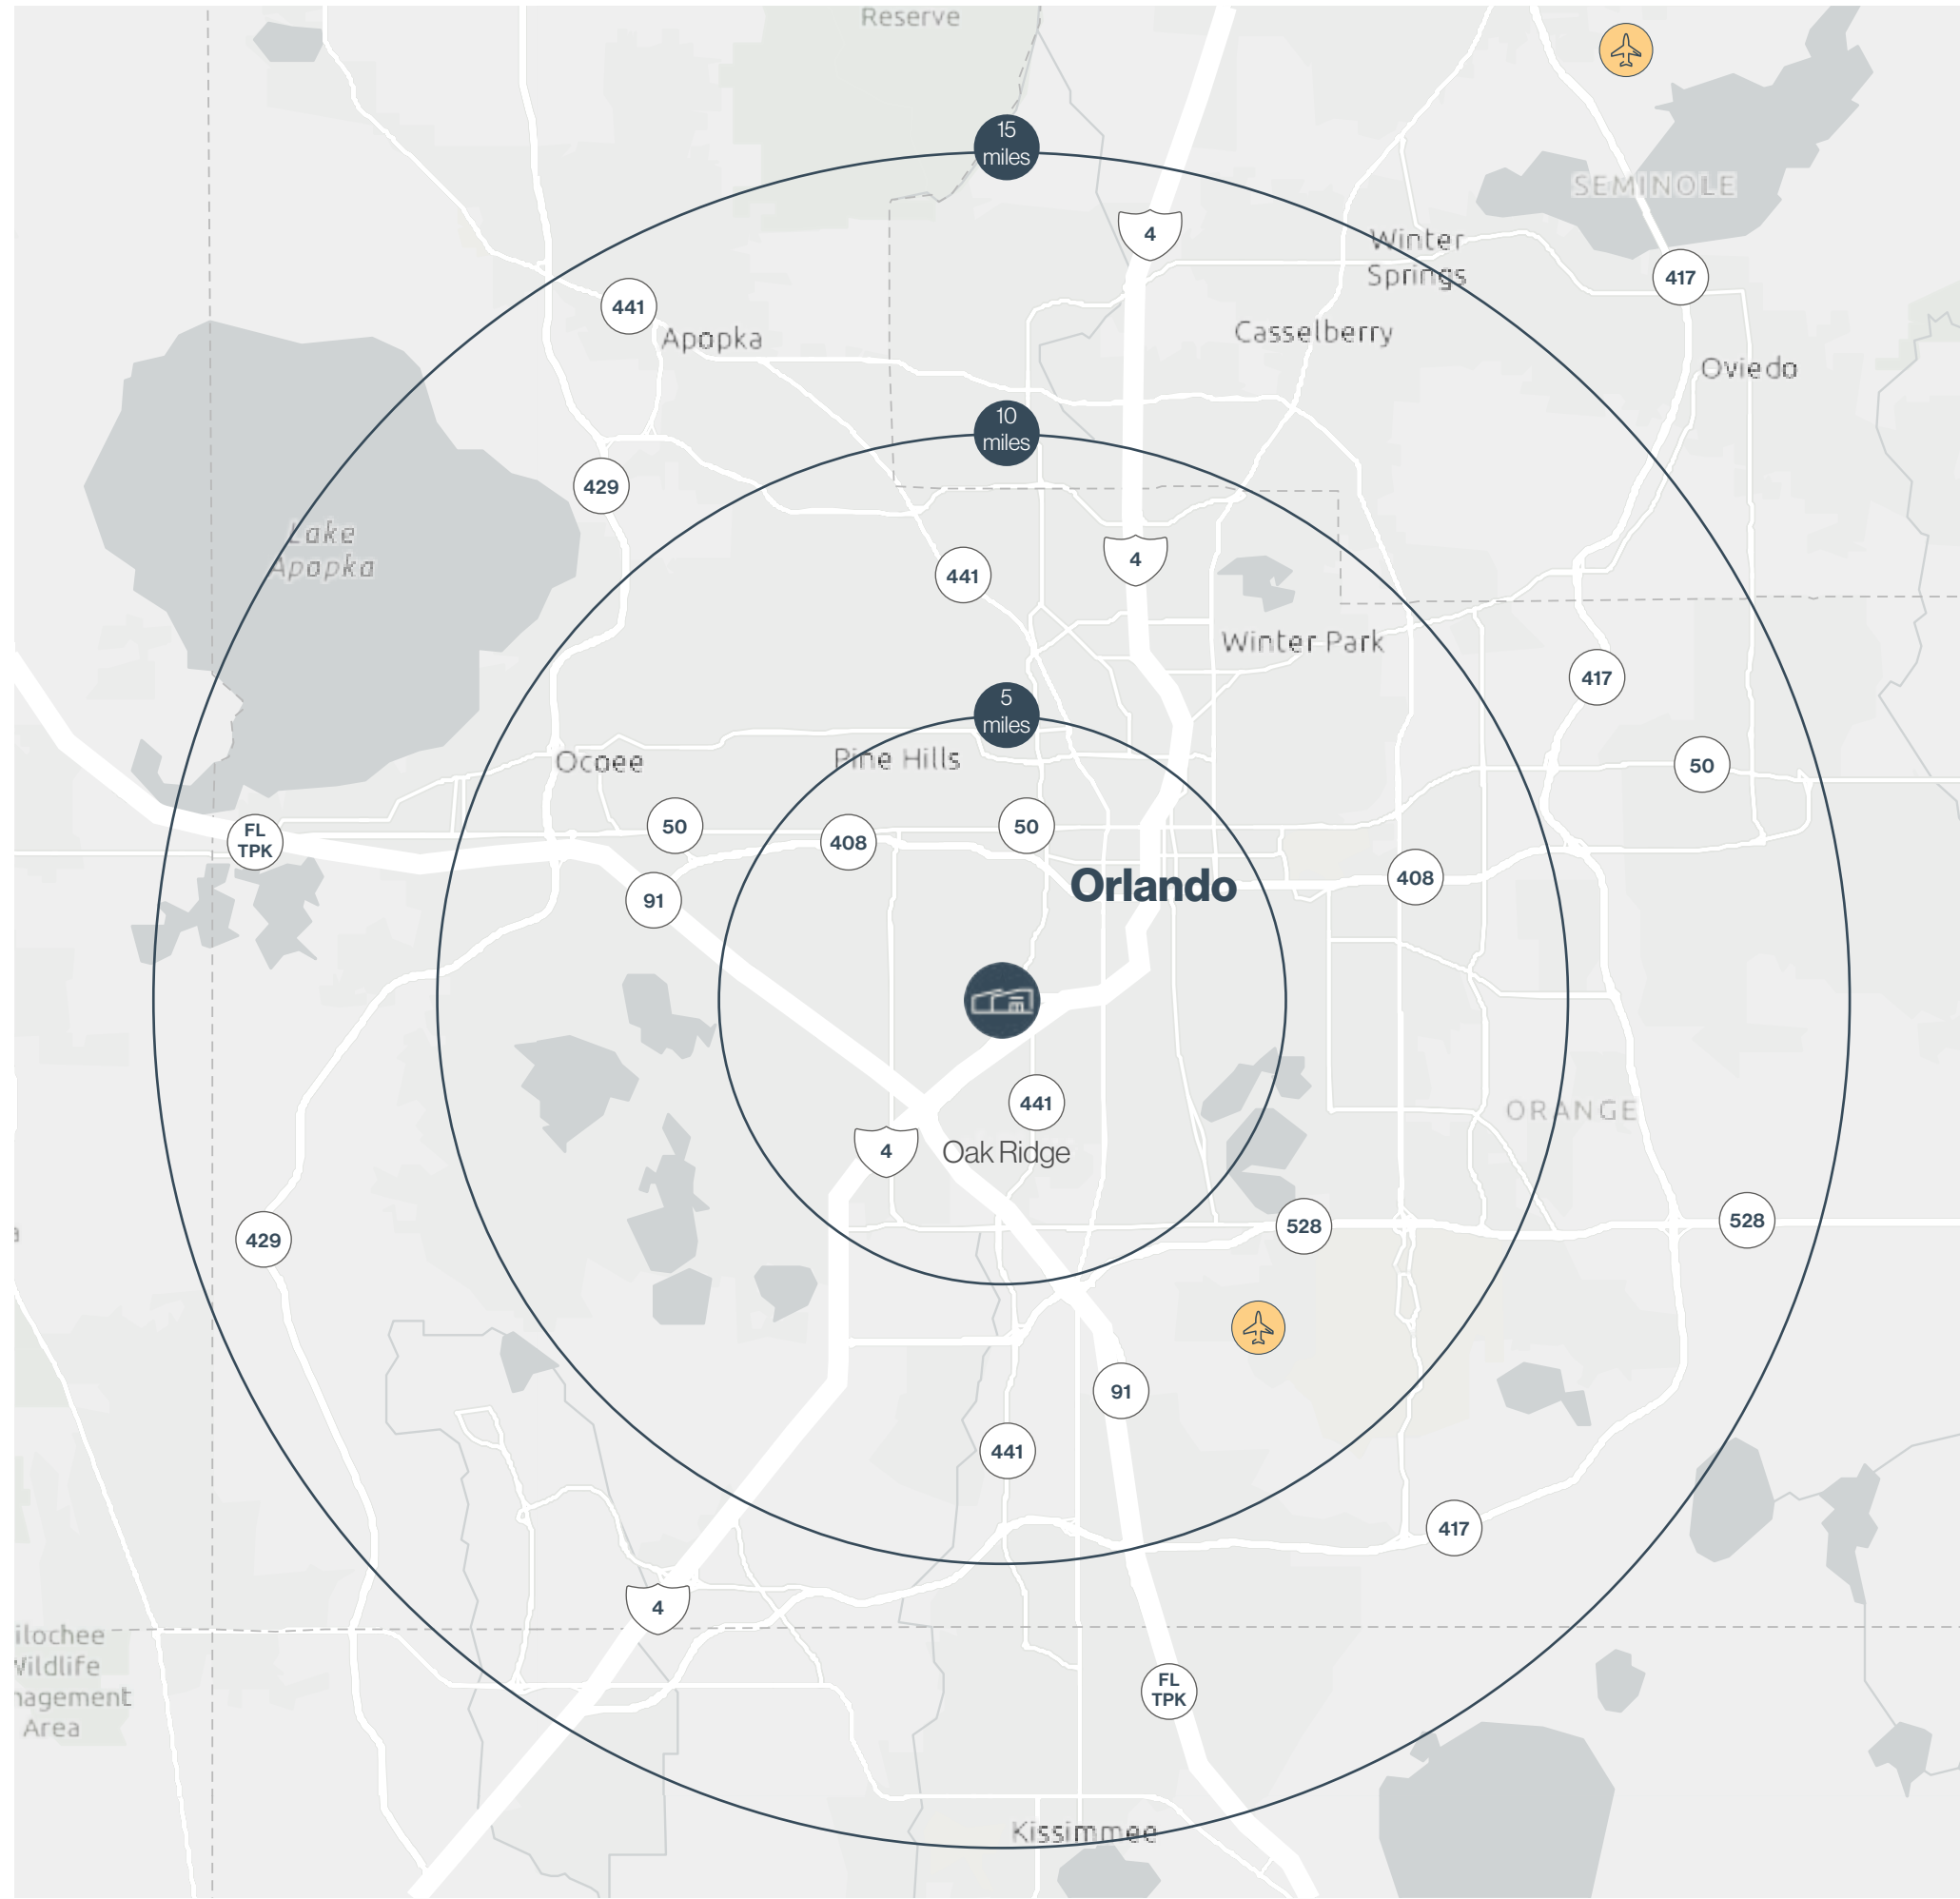 Reserve
15
miles
SEMINOLE
4
Winter
Springs
417
441
Apopka
Casselberry
Oviedo
10
miles
429
Lake
Apopka
4
441
Winter Park
417
5
miles
Ocoee
Pine Hills
50
FL
TPK
50
408
50
408
91
Orlando
441
ORANGE
4
Oak Ridge
429
528
528
91
441
417
4
ilochee
Wildlife
nagement
Area
FL
TPK
Kissimmee